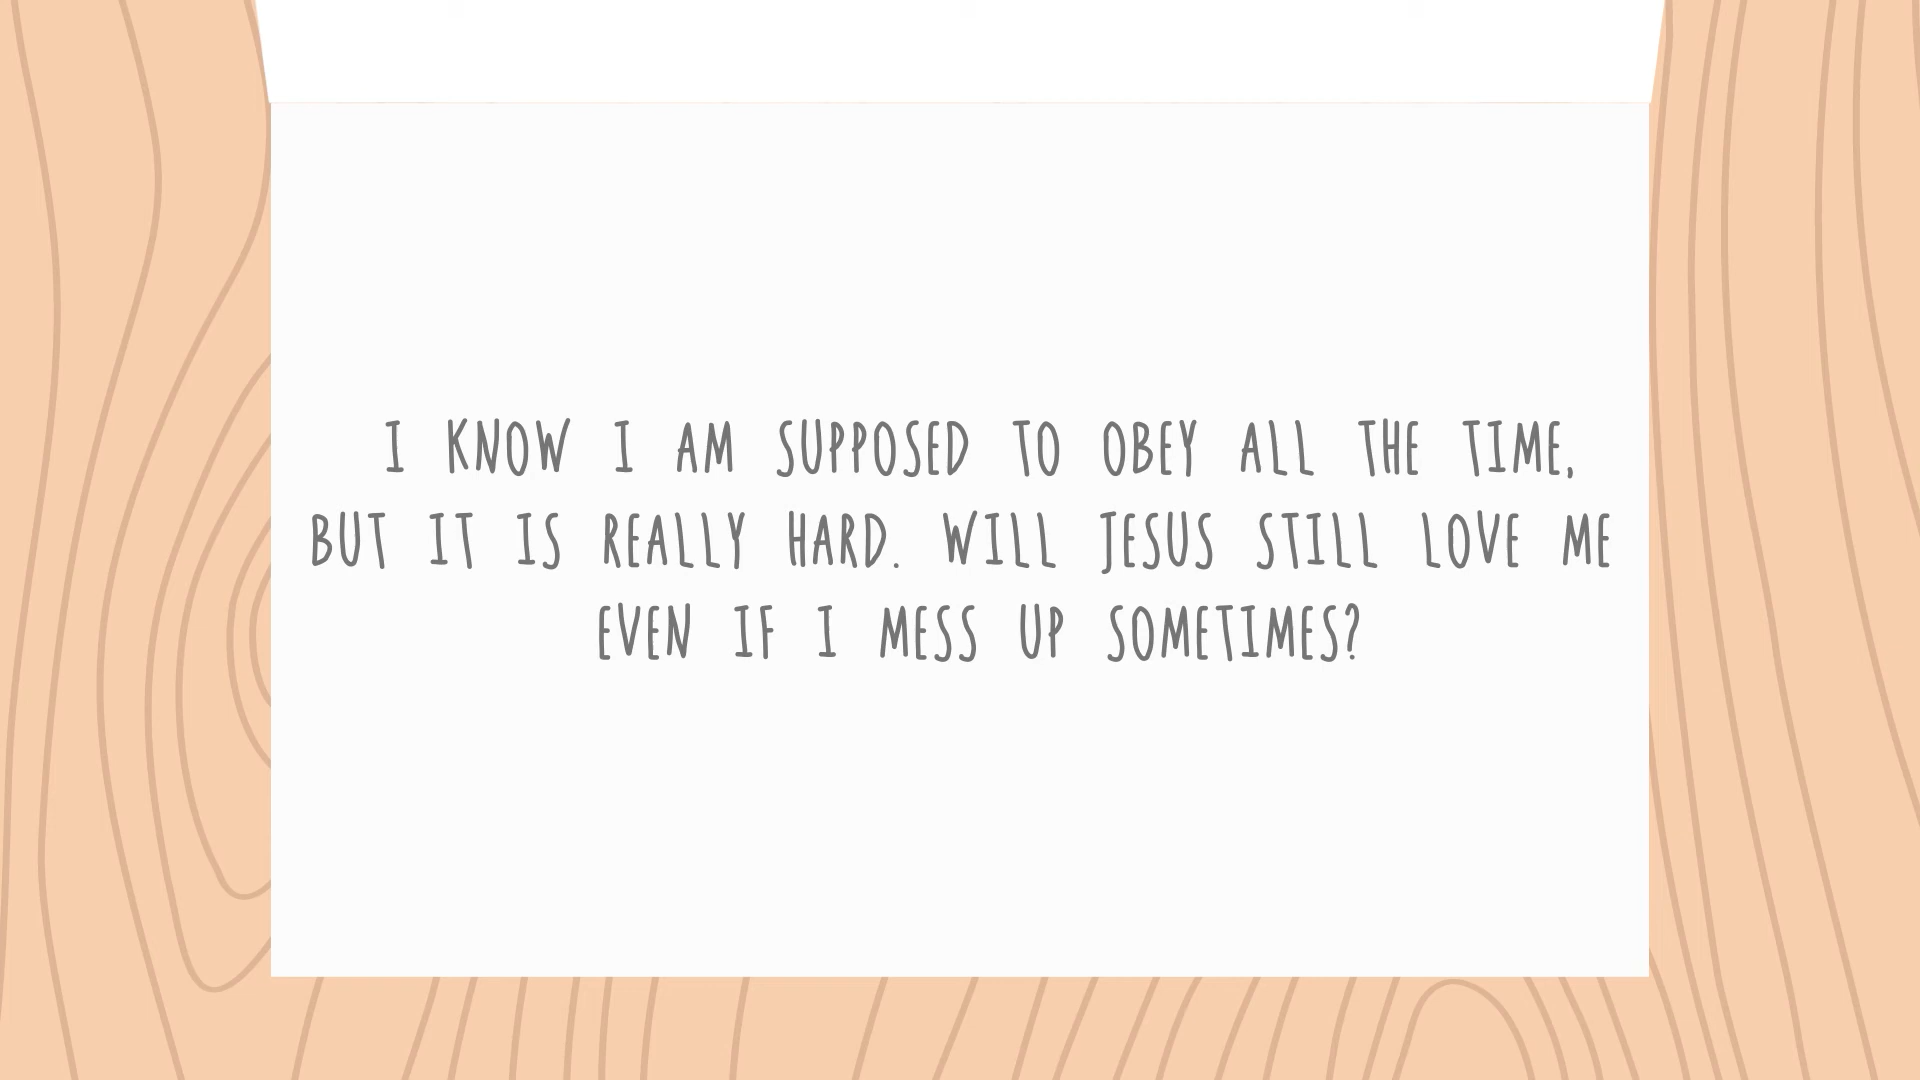 I KNOW I AM SUPPOSED TO OBEY ALL THE TIME,
BUT IT IS REALLY HARD. WILL JESUS STILL LOVE ME
EVEN IF I MESS UP SOMETIMES?